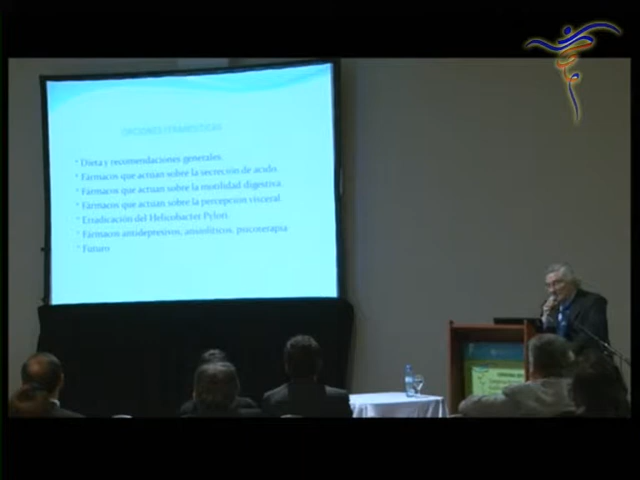 OPCIONES TERAPEUTICAS
* Dieta y recomendaciones generales.
* Fármacos que actúan sobre la secreción de acido.
* Fármacos que actúan sobre la motilidad digestiva.
* Fármacos que actúan sobre la percepción visceral.
* Erradicación del Helicobacter Pylori.
* Fármacos antidepresivos, ansiolíticos, psicoterapia
* Futuro